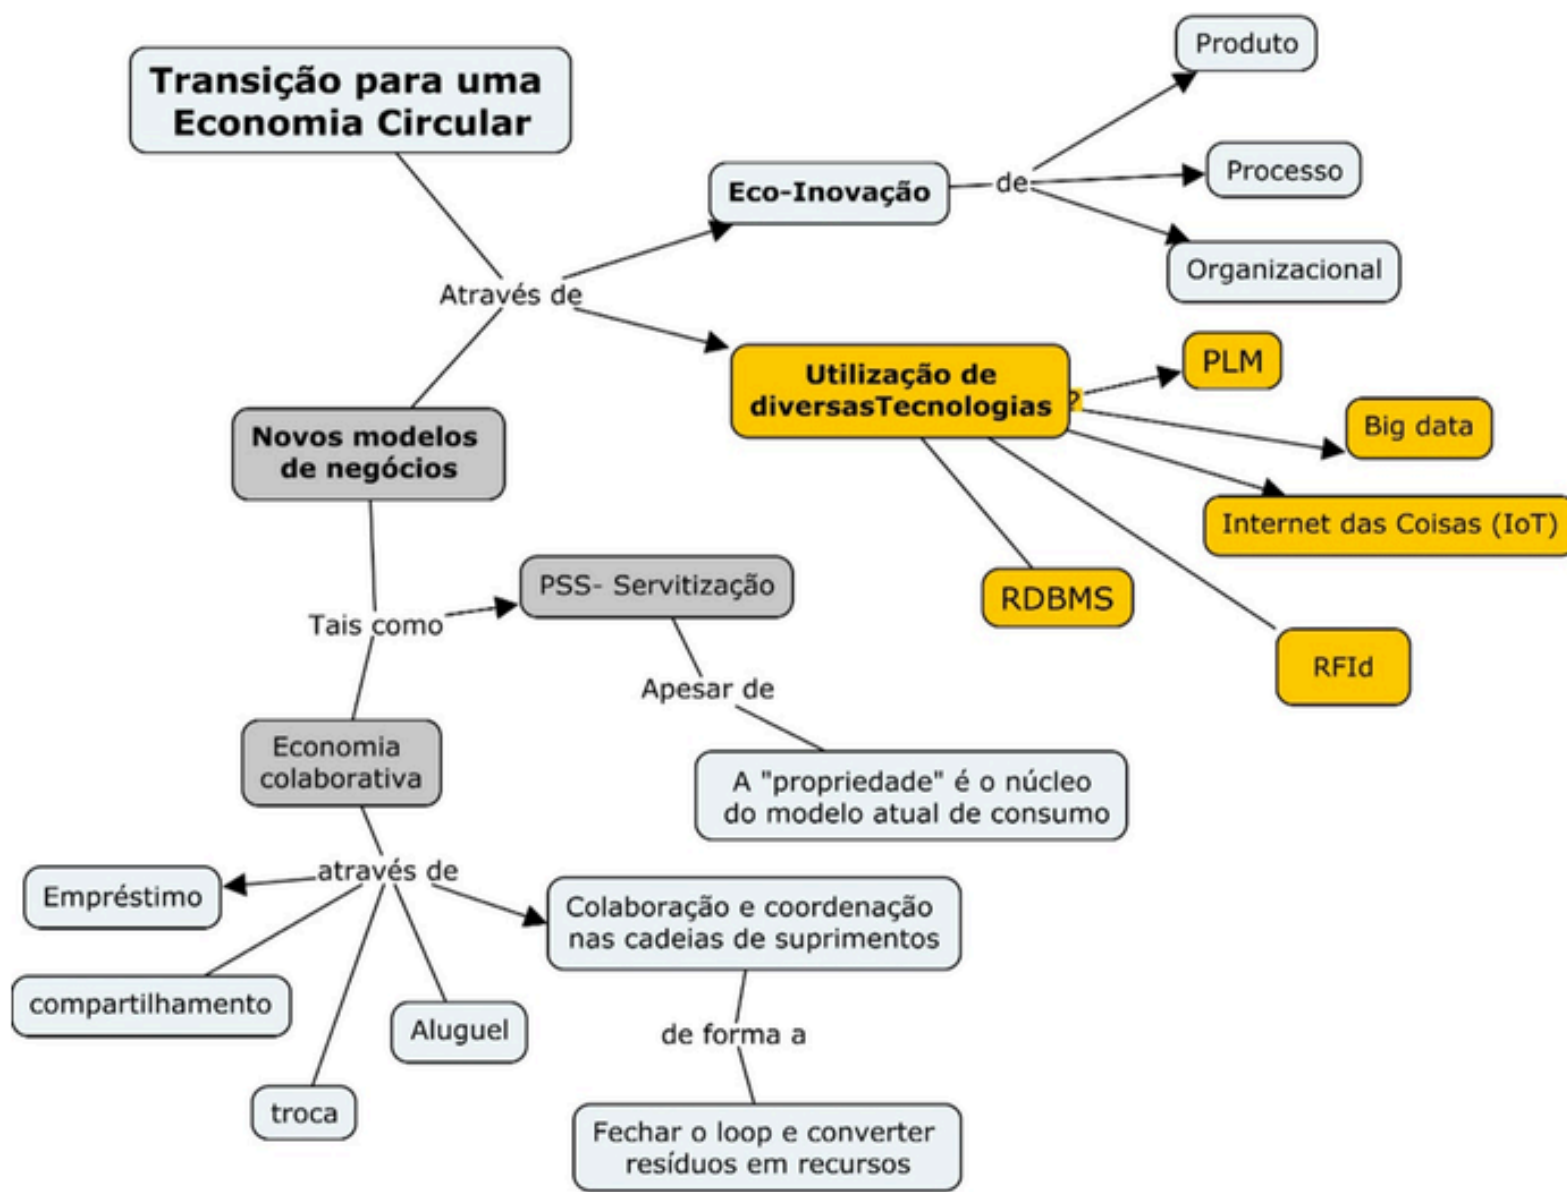 Transição para uma
Economia Circular
Produto
Eco-Inovação
de
Processo
Organizacional
Através de
Utilização de
diversasTecnologias
?
PLM
Big data
Internet das Coisas (IoT)
RDBMS
RFId
Novos modelos
de negócios
Tais como
PSS- Servitização
Apesar de
A "propriedade" é o núcleo
do modelo atual de consumo
Economia
colaborativa
através de
Empréstimo
compartilhamento
troca
Aluguel
Colaboração e coordenação
nas cadeias de suprimentos
de forma a
Fechar o loop e converter
resíduos em recursos